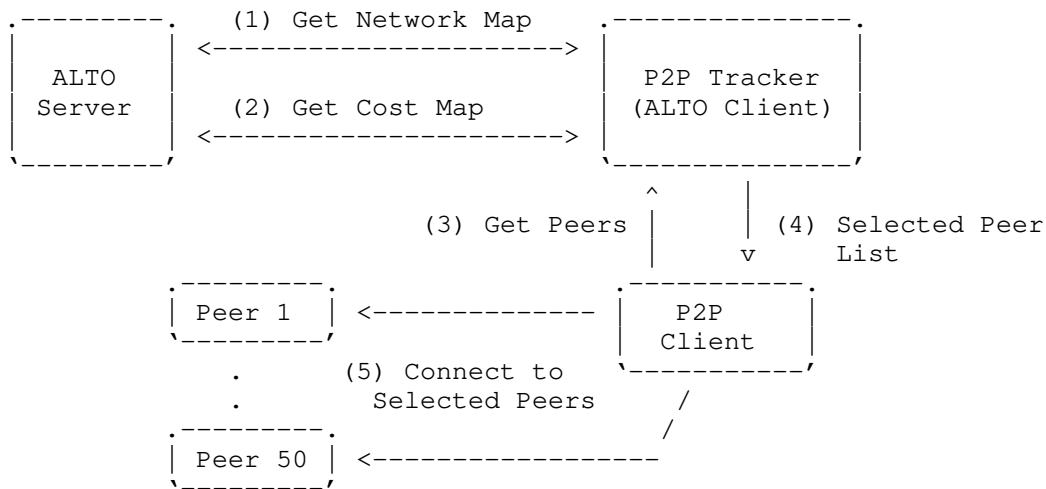 (1) Get Network Map
ALTO
Server
P2P Tracker
(ALTO Client)
(2) Get Cost Map
(3) Get Peers
(4) Selected Peer
List
Peer 1
P2P
Client
(5) Connect to
Selected Peers
Peer 50